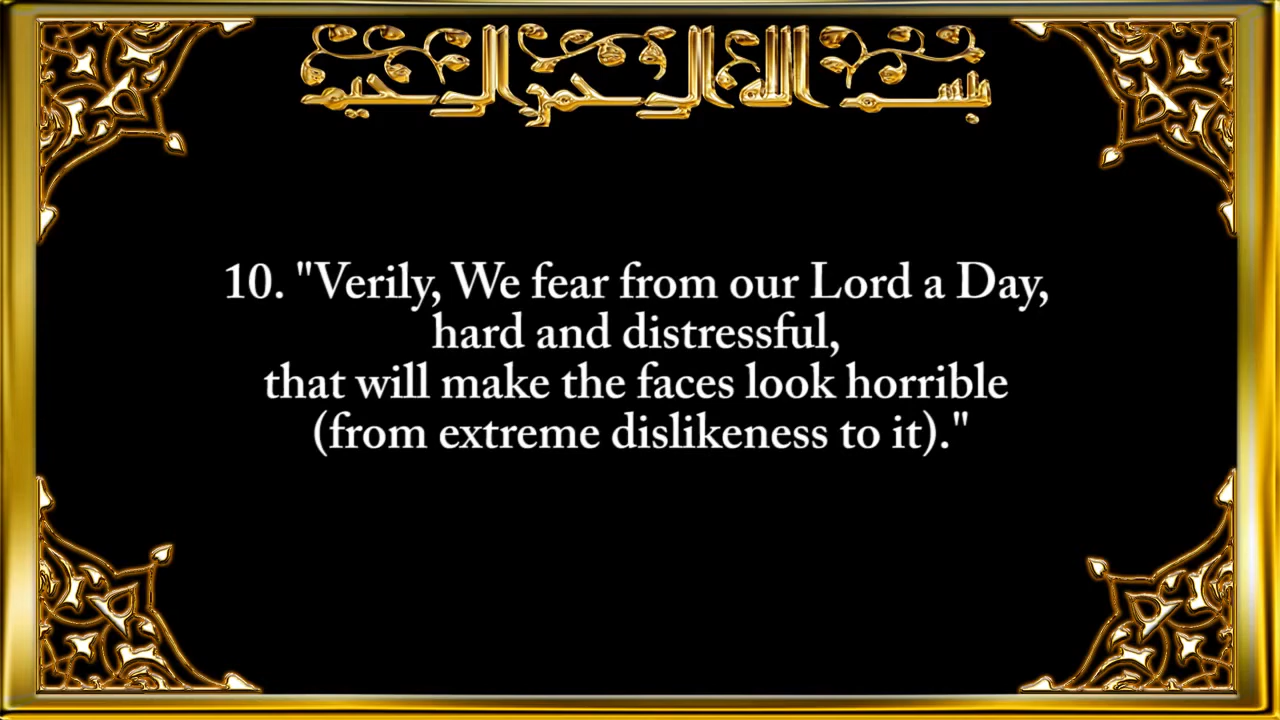 بسم الله الرحمن الرحيم
10. "Verily, We fear from our Lord a Day,
hard and distressful,
that will make the faces look horrible
(from extreme dislikeness to it)."